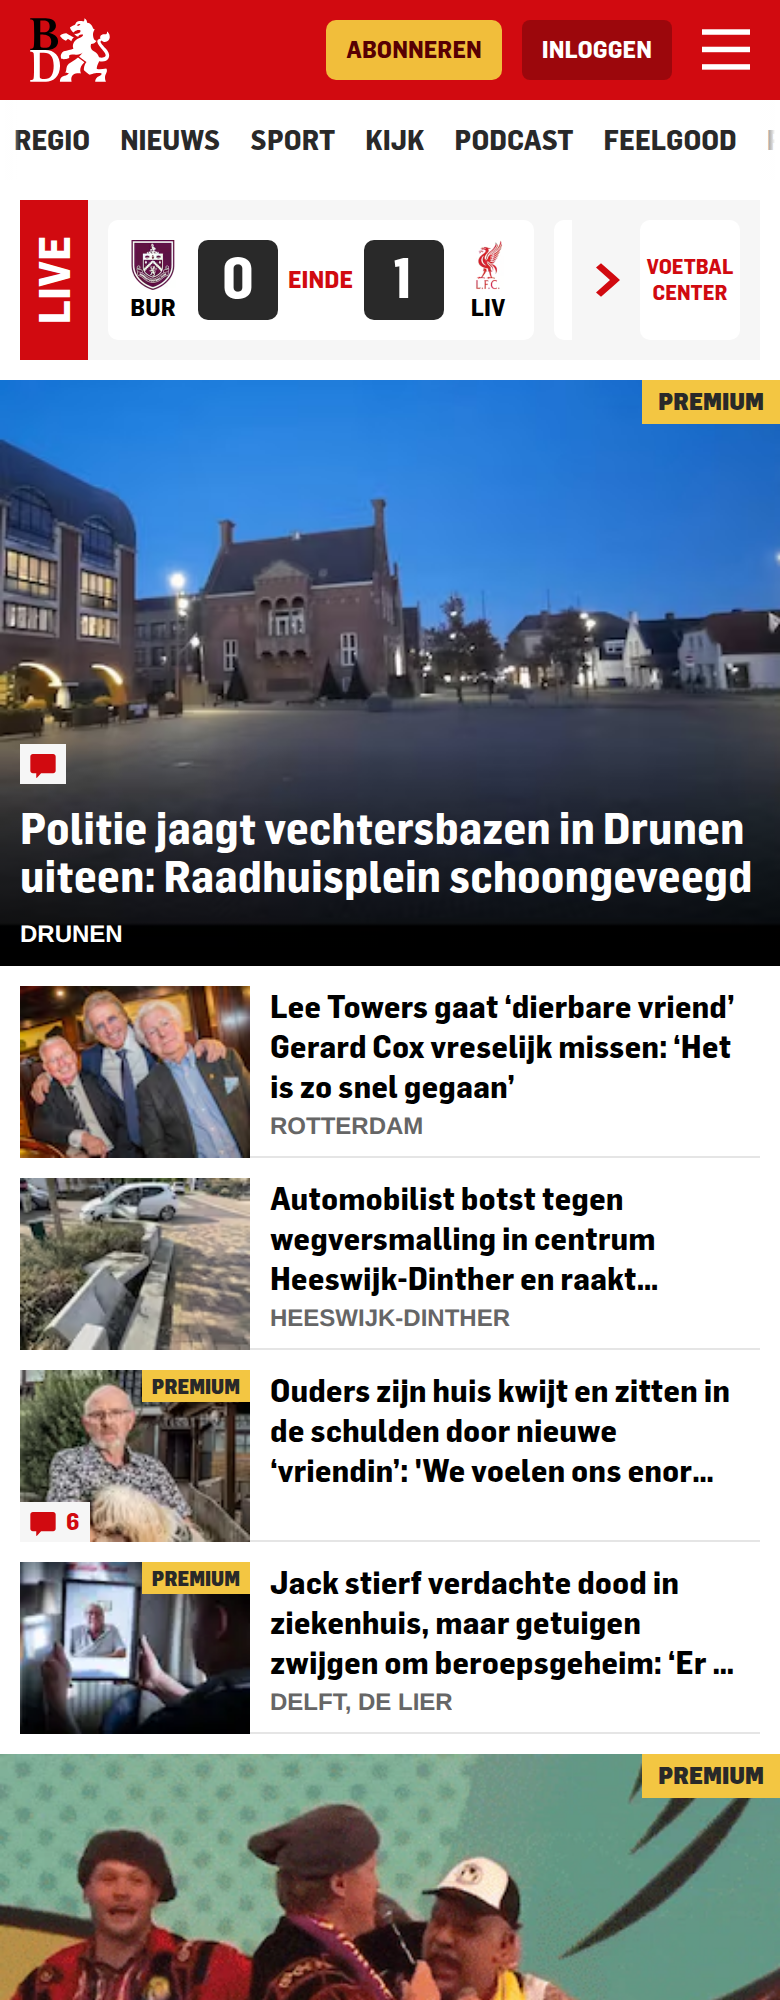 BD
ABONNEREN
INLOGGEN
REGIO NIEUWS SPORT KIJK PODCAST FEELGOOD
LIVE
BUR 0 EINDE 1 LIV
L.F.C.
VOETBAL
CENTER
PREMIUM
Politie jaagt vechtersbazen in Drunen
uiteen: Raadhuisplein schoongeveegd
DRUNEN
Lee Towers gaat ‘dierbare vriend’
Gerard Cox vreselijk missen: ‘Het
is zo snel gegaan’
ROTTERDAM
Automobilist botst tegen
wegversmalling in centrum
Heeswijk-Dinther en raakt...
HEESWIJK-DINTHER
PREMIUM
6
Ouders zijn huis kwijt en zitten in
de schulden door nieuwe
‘vriendin’: 'We voelen ons enor...
PREMIUM
Jack stierf verdachte dood in
ziekenhuis, maar getuigen
zwijgen om beroepsgeheim: ‘Er ...
DELFT, DE LIER
PREMIUM